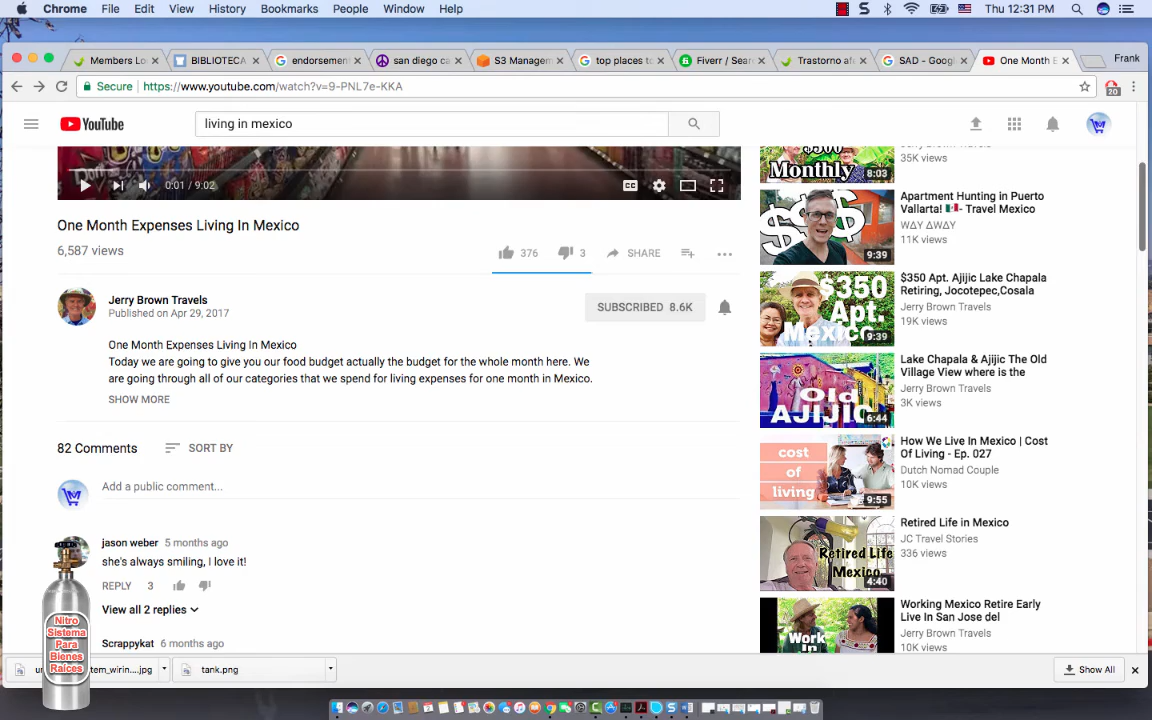 Chrome File Edit View History Bookmarks People Window Help Thu 12:31 PM
Members Lo BIBLIOTECA endorsement san diego ca S3 Managem top places to Fiverr / Sear Trastorno afe SAD - Goog One Month E Frank
Secure https://www.youtube.com/watch?v=9-PNL7e-KKA 20
YouTube living in mexico
0:01 / 9:02 CC
One Month Expenses Living In Mexico
6,587 views
376 3 SHARE
Jerry Brown Travels
Published on Apr 29, 2017
SUBSCRIBED 8.6K
One Month Expenses Living In Mexico
Today we are going to give you our food budget actually the budget for the whole month here. We
are going through all of our categories that we spend for living expenses for one month in Mexico.
SHOW MORE
82 Comments SORT BY
Add a public comment...
jason weber 5 months ago
she's always smiling, I love it!
REPLY 3
View all 2 replies
Scrappykat 6 months ago
Monthly 8:03
35K views
$$$ 9:39
Apartment Hunting in Puerto
Vallarta! - Travel Mexico
WΔY ΔWΔY
11K views
$350
Apt.
Mexico 9:39
$350 Apt. Ajijic Lake Chapala
Retiring, Jocotepec,Cosala
Jerry Brown Travels
19K views
Old
AJIJIC 6:44
Lake Chapala & Ajijic The Old
Village View where is the
Jerry Brown Travels
3K views
cost
of
living 9:55
How We Live In Mexico | Cost
Of Living - Ep. 027
Dutch Nomad Couple
10K views
Retired Life
Mexico 4:40
Retired Life in Mexico
JC Travel Stories
336 views
Work
in
Working Mexico Retire Early
Live In San Jose del
Jerry Brown Travels
10K views
Nitro
Sistema
Para
Bienes
Raices
tem_wirin....jpg tank.png Show All